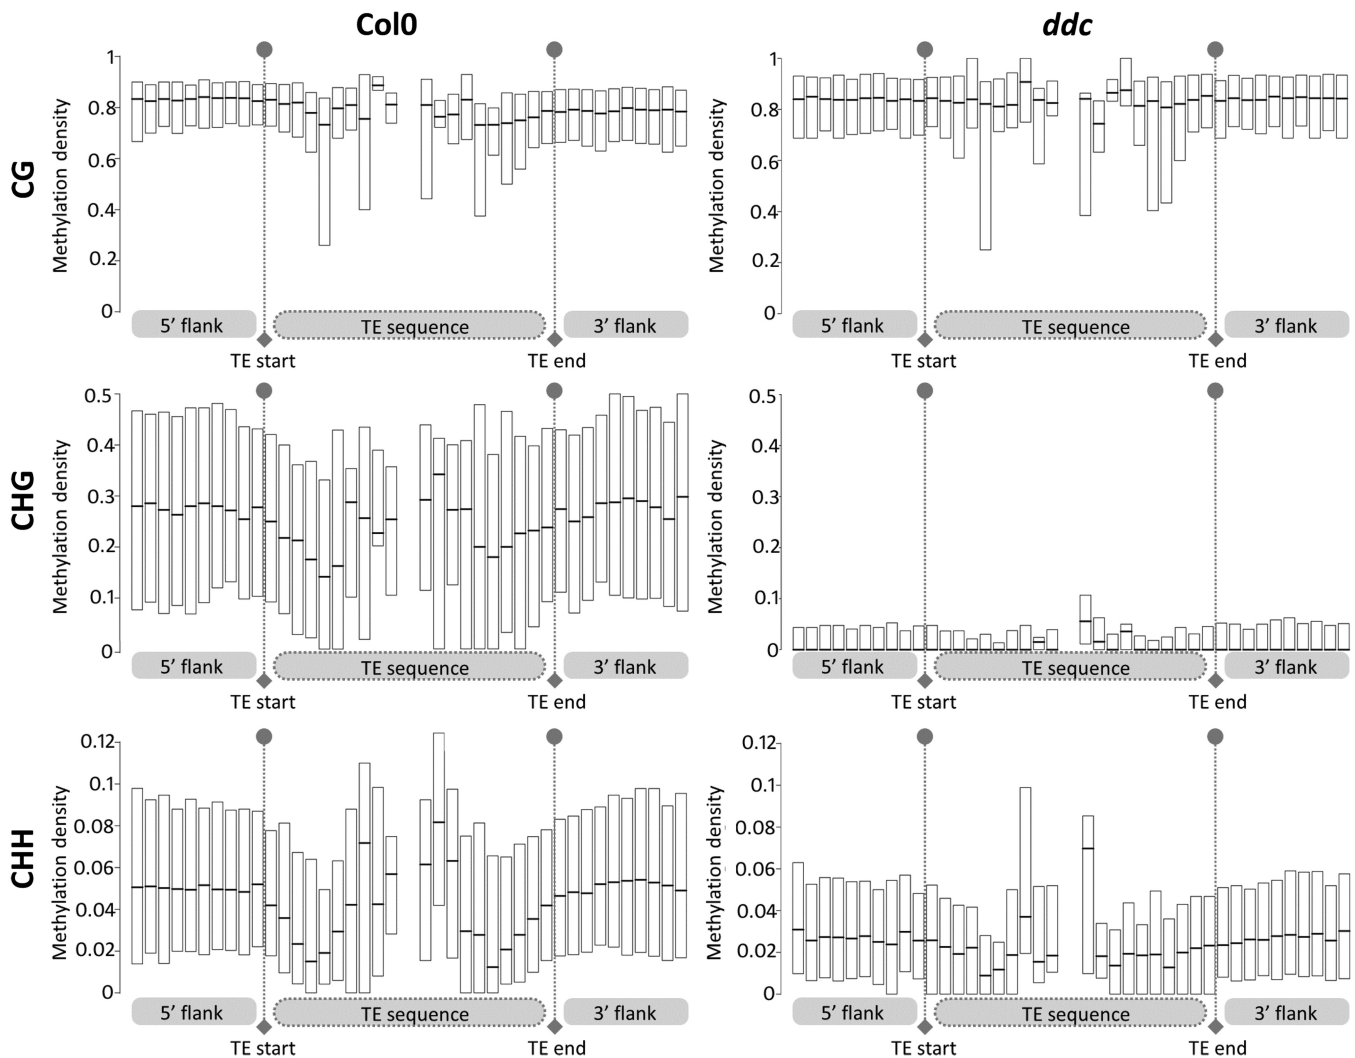 Col0
ddc
CG
Methylation density
1
0.8
0.6
0.4
0.2
0
5’ flank
TE sequence
3’ flank
TE start
TE end
Methylation density
1
0.8
0.6
0.4
0.2
0
5’ flank
TE sequence
3’ flank
TE start
TE end
CHG
Methylation density
0.5
0.4
0.3
0.2
0.1
0
5’ flank
TE sequence
3’ flank
TE start
TE end
Methylation density
0.5
0.4
0.3
0.2
0.1
0
5’ flank
TE sequence
3’ flank
TE start
TE end
CHH
Methylation density
0.12
0.1
0.08
0.06
0.04
0.02
0
5’ flank
TE sequence
3’ flank
TE start
TE end
Methylation density
0.12
0.1
0.08
0.06
0.04
0.02
0
5’ flank
TE sequence
3’ flank
TE start
TE end